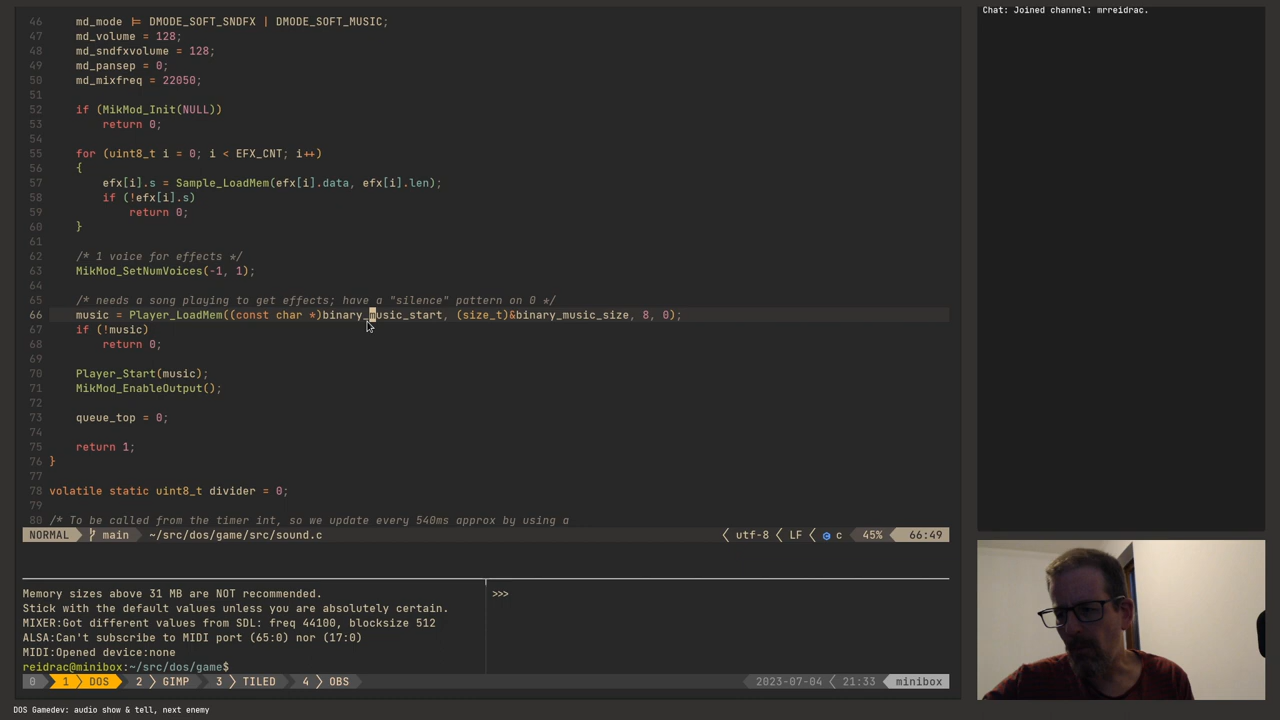 46 md_mode |= DMODE_SOFT_SNDFX | DMODE_SOFT_MUSIC;
47 md_volume = 128;
48 md_sndfxvolume = 128;
49 md_pansep = 0;
50 md_mixfreq = 22050;
51
52 if (MikMod_Init(NULL))
53 return 0;
54
55 for (uint8_t i = 0; i < EFX_CNT; i++)
56 {
57 efx[i].s = Sample_LoadMem(efx[i].data, efx[i].len);
58 if (!efx[i].s)
59 return 0;
60 }
61
62 /* 1 voice for effects */
63 MikMod_SetNumVoices(-1, 1);
64
65 /* needs a song playing to get effects; have a "silence" pattern on 0 */
66 music = Player_LoadMem((const char *)binary_music_start, (size_t)&binary_music_size, 8, 0);
67 if (!music)
68 return 0;
69
70 Player_Start(music);
71 MikMod_EnableOutput();
72
73 queue_top = 0;
74
75 return 1;
76 }
77
78 volatile static uint8_t divider = 0;
79
80 /* To be called from the timer int, so we update every 540ms approx by using a
NORMAL main ~/src/dos/game/src/sound.c utf-8 LF c 45% 66:49
Memory sizes above 31 MB are NOT recommended.
Stick with the default values unless you are absolutely certain.
MIXER:Got different values from SDL: freq 44100, blocksize 512
ALSA:Can't subscribe to MIDI port (65:0) nor (17:0)
MIDI:Opened device:none
reidrac@minibox:~/src/dos/game$
>>>
0 1 DOS 2 GIMP 3 TILED 4 OBS 2023-07-04 21:33 minibox
DOS Gamedev: audio show & tell, next enemy
Chat: Joined channel: mrreidrac.